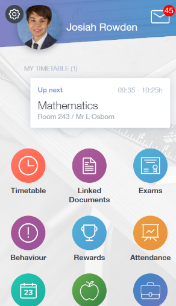 45
Josiah Rowden
MY TIMETABLE (1)
Up next 09:35 - 10:25h
Mathematics
Room 243 / Mr L Osborn
Timetable
Linked Documents
Exams
Behaviour
Rewards
Attendance
23